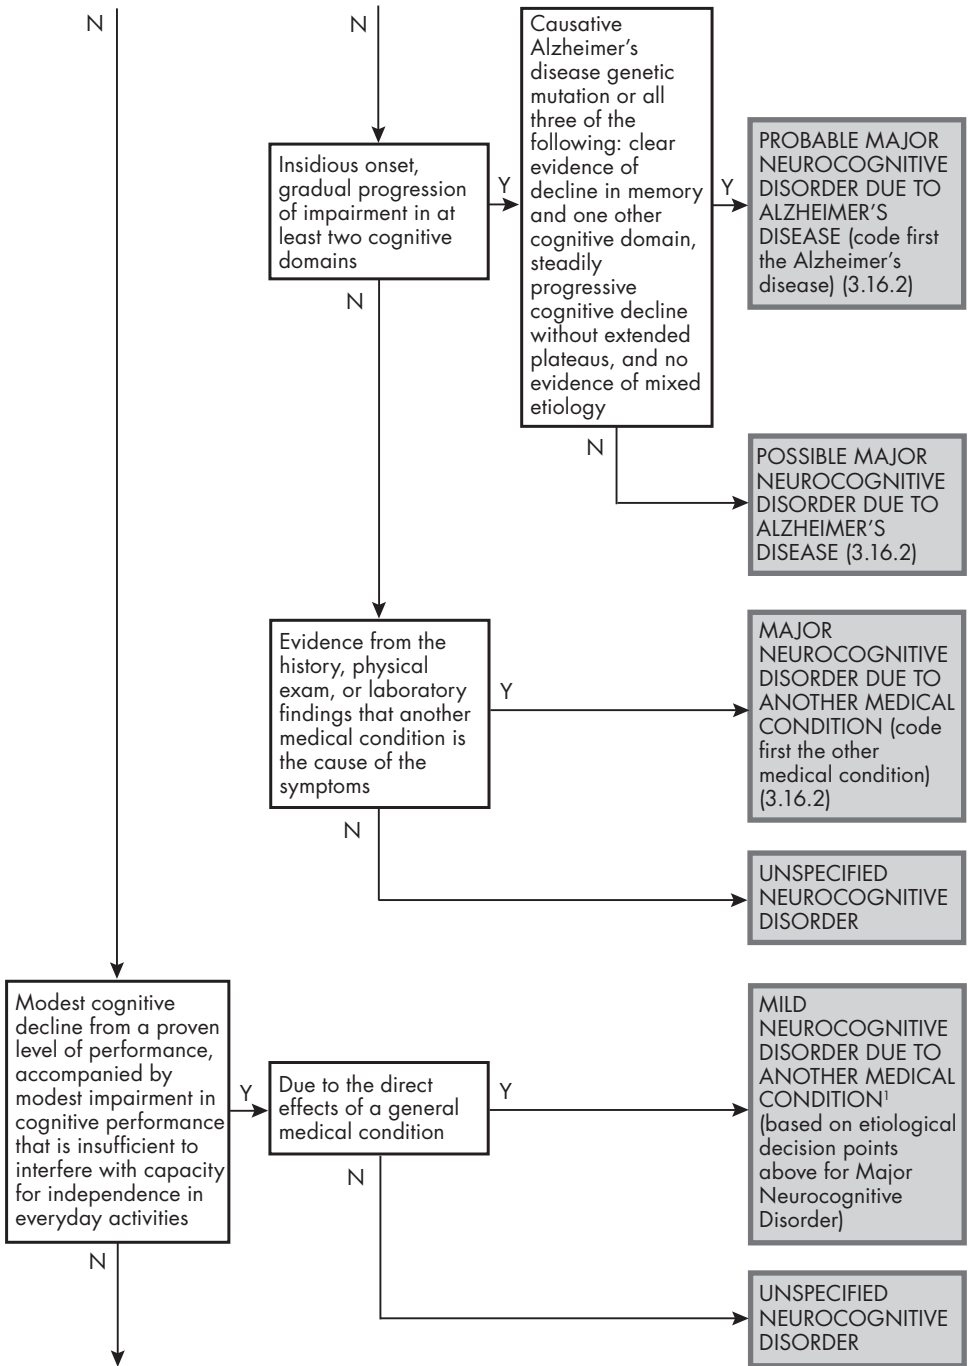 N
N
Causative
Alzheimer's
disease genetic
mutation or all
three of the
following: clear
evidence of
decline in memory
and one other
cognitive domain,
steadily
progressive
cognitive decline
without extended
plateaus, and no
evidence of mixed
etiology
Insidious onset,
gradual progression
of impairment in at
least two cognitive
domains
Y
Y
PROBABLE MAJOR
NEUROCOGNITIVE
DISORDER DUE TO
ALZHEIMER'S
DISEASE (code first
the Alzheimer's
disease) (3.16.2)
N
N
POSSIBLE MAJOR
NEUROCOGNITIVE
DISORDER DUE TO
ALZHEIMER'S
DISEASE (3.16.2)
Evidence from the
history, physical
exam, or laboratory
findings that another
medical condition is
the cause of the
symptoms
Y
MAJOR
NEUROCOGNITIVE
DISORDER DUE TO
ANOTHER MEDICAL
CONDITION (code
first the other
medical condition)
(3.16.2)
N
UNSPECIFIED
NEUROCOGNITIVE
DISORDER
Modest cognitive
decline from a proven
level of performance,
accompanied by
modest impairment in
cognitive performance
that is insufficient to
interfere with capacity
for independence in
everyday activities
Y
Due to the direct
effects of a general
medical condition
Y
MILD
NEUROCOGNITIVE
DISORDER DUE TO
ANOTHER MEDICAL
CONDITION¹
(based on etiological
decision points
above for Major
Neurocognitive
Disorder)
N
N
UNSPECIFIED
NEUROCOGNITIVE
DISORDER